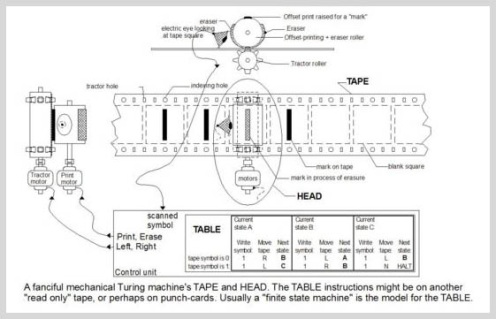 Offset print raised for a "mark"
eraser
electric eye looking
at tape square
Eraser
Offset printing + eraser roller
Tractor roller
tractor hole
indexing hole
TAPE
Tractor
motor
Print
motor
motors
mark on tape
blank square
mark in process of erasure
HEAD
scanned
symbol
Print, Erase
Left, Right
Control unit
TABLE
Current
state A
Current
state B
Current
state C
Write Move Next Write Move Next Write Move Next
symbol tape state symbol tape state symbol tape state
tape symbol is 0 1 R B 1 L A 1 L B
tape symbol is 1 1 L C 1 R B 1 N HALT
A fanciful mechanical Turing machine's TAPE and HEAD. The TABLE instructions might be on another
"read only" tape, or perhaps on punch-cards. Usually a "finite state machine" is the model for the TABLE.